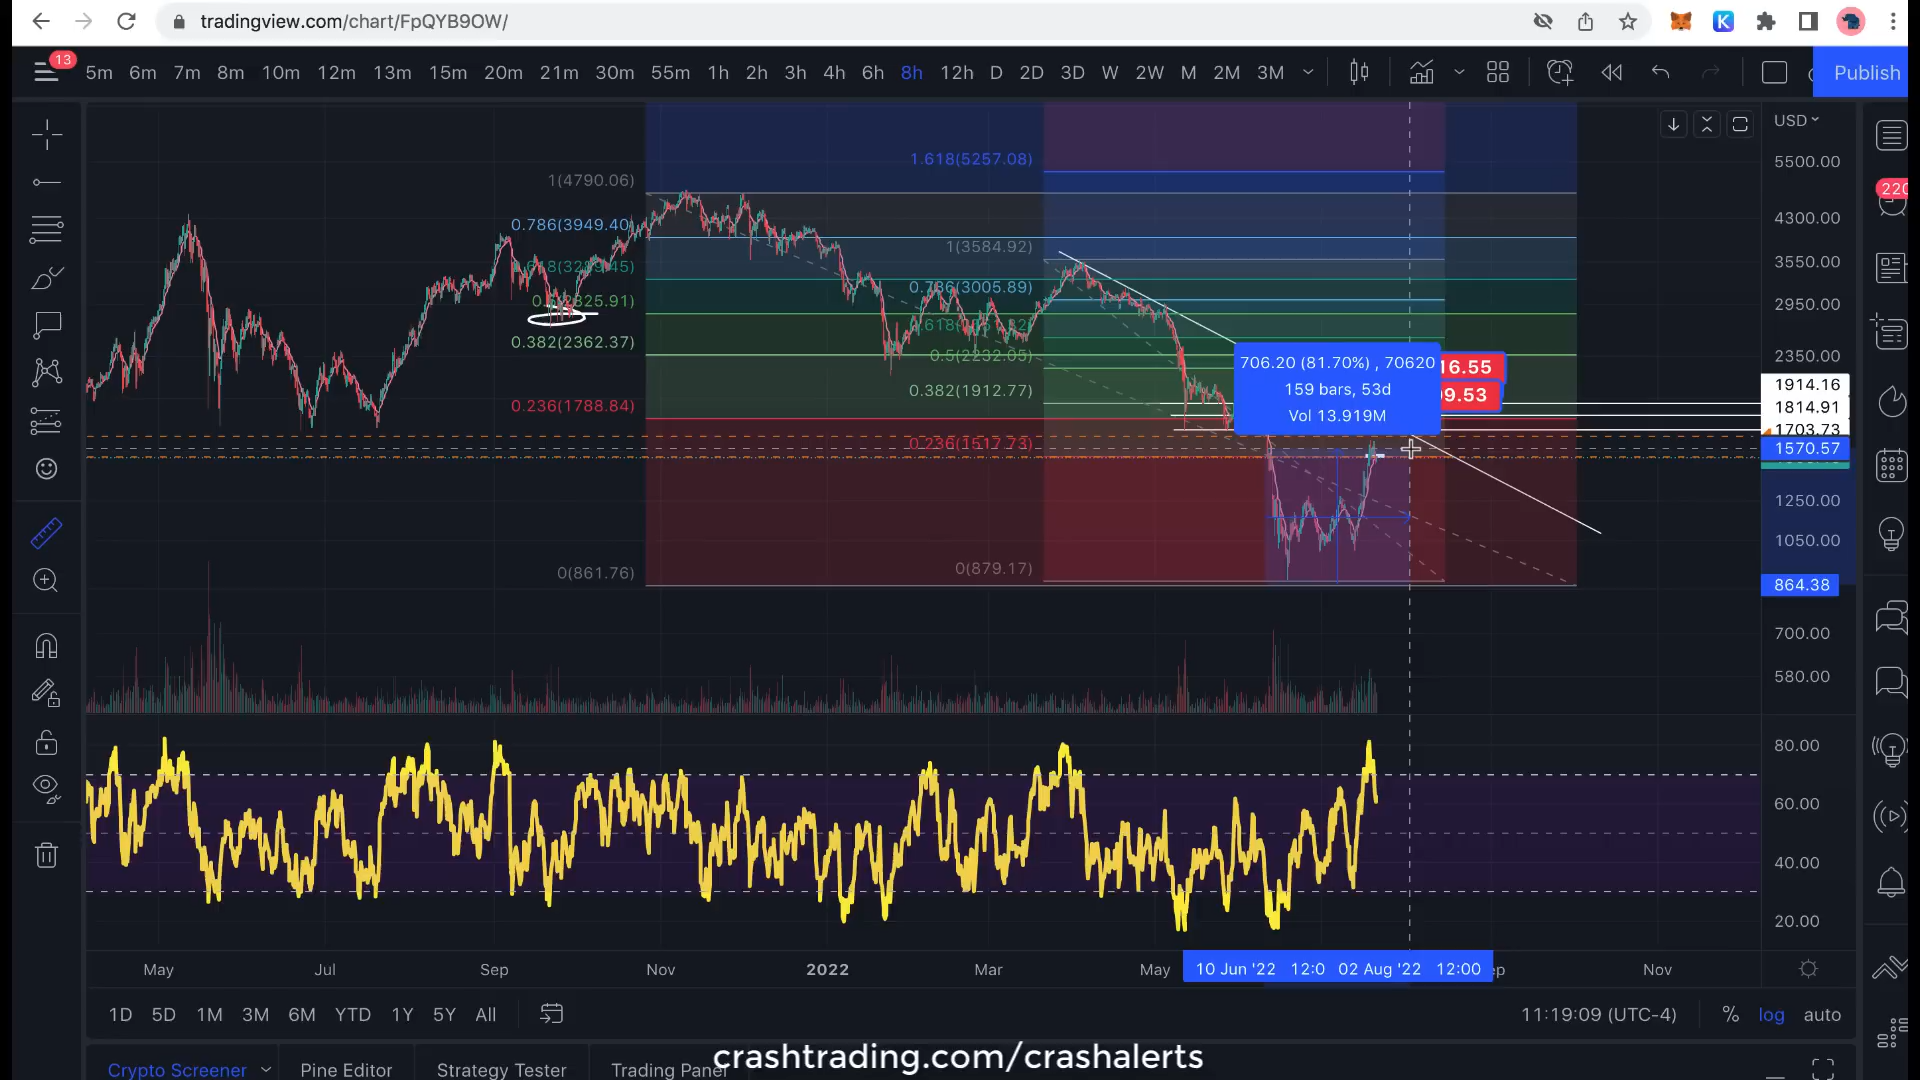 tradingview.com/chart/FpQYB9OW/
13
5m 6m 7m 8m 10m 12m 13m 15m 20m 21m 30m 55m 1h 2h 3h 4h 6h 8h 12h D 2D 3D W 2W M 2M 3M
Publish
USD
1.618(5257.08)
5500.00
1(4790.06)
220
0.786(3949.40)
4300.00
1(3584.92)
3550.00
0.786(3005.89)
2950.00
0.382(2362.37)
0.5(2232.05)
2350.00
706.20 (81.70%) , 70620
159 bars, 53d
Vol 13.919M
16.55
9.53
0.382(1912.77)
1914.16
0.236(1788.84)
1814.91
1703.73
0.236(1517.73)
1570.57
1250.00
1050.00
0(861.76)
0(879.17)
864.38
700.00
580.00
80.00
60.00
40.00
20.00
May Jul Sep Nov 2022 Mar May 10 Jun '22 12:0 02 Aug '22 12:00 ep Nov
1D 5D 1M 3M 6M YTD 1Y 5Y All
11:19:09 (UTC-4) % log auto
crashtrading.com/crashalerts
Crypto Screener Pine Editor Strategy Tester Trading Panel